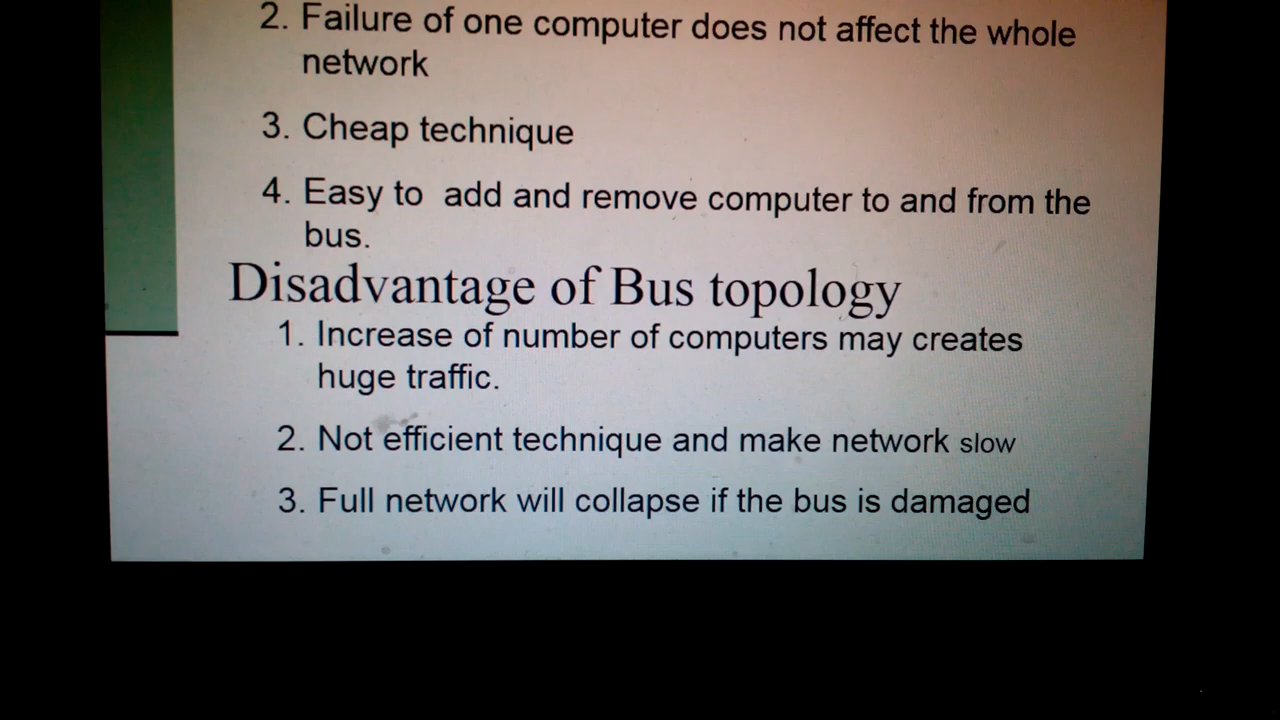 2. Failure of one computer does not affect the whole
network
3. Cheap technique
4. Easy to  add and remove computer to and from the
bus.
Disadvantage of Bus topology
1. Increase of number of computers may creates
huge traffic.
2. Not efficient technique and make network slow
3. Full network will collapse if the bus is damaged